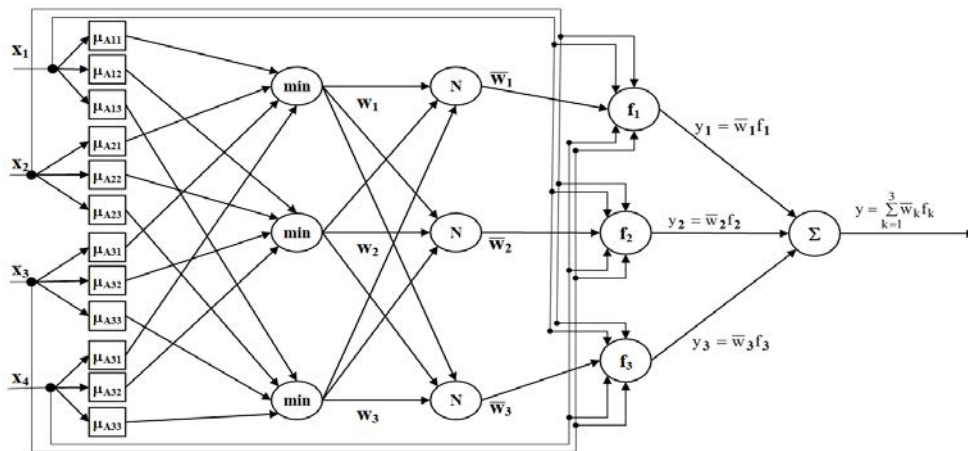 x₁
μA11
μA12
μA13
x₂
μA21
μA22
μA23
x₃
μA31
μA32
μA33
x₄
μA31
μA32
μA33
min
min
min
w₁
w₂
w₃
N
N
N
w̅₁
w̅₂
w̅₃
f₁
f₂
f₃
y₁ = w̅₁f₁
y₂ = w̅₂f₂
y₃ = w̅₃f₃
Σ
y = 3∑k=1 w̅ₖfₖ